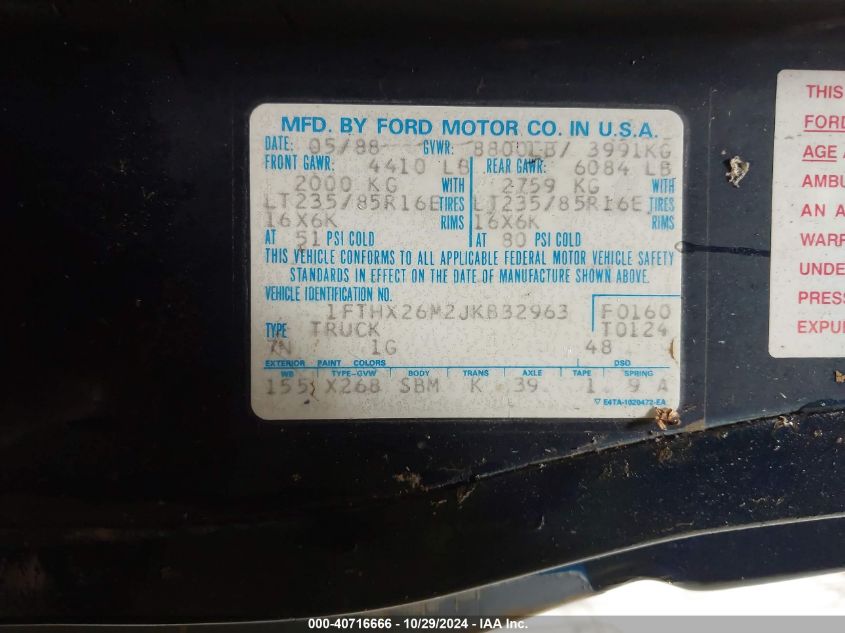 MFD. BY FORD MOTOR CO. IN U.S.A.
DATE: 05/88 GVWR: 8800LB/ 3991KG
FRONT GAWR: 4410 LB REAR GAWR: 6084 LB
2000 KG WITH 2759 KG WITH
LT235/85R16E TIRES LT235/85R16E TIRES
16X6K RIMS 16X6K RIMS
AT 51 PSI COLD AT 80 PSI COLD
THIS VEHICLE CONFORMS TO ALL APPLICABLE FEDERAL MOTOR VEHICLE SAFETY
STANDARDS IN EFFECT ON THE DATE OF MANUFACTURE SHOWN ABOVE.
VEHICLE IDENTIFICATION NO.
1FTHX26M2JKB32963 F0160
TYPE TRUCK T0124
7N 1G 48
EXTERIOR PAINT COLORS DSO
WB TYPE-GVW BODY TRANS AXLE TAPE SPRING
155 X268 SBM K 39 1 9 A
▽ E4TA-1020472-EA
THIS
FORD
AGE A
AMBU
AN A
WARR
UNDE
PRESS
EXPU
000-40716666 - 10/29/2024 - IAA Inc.